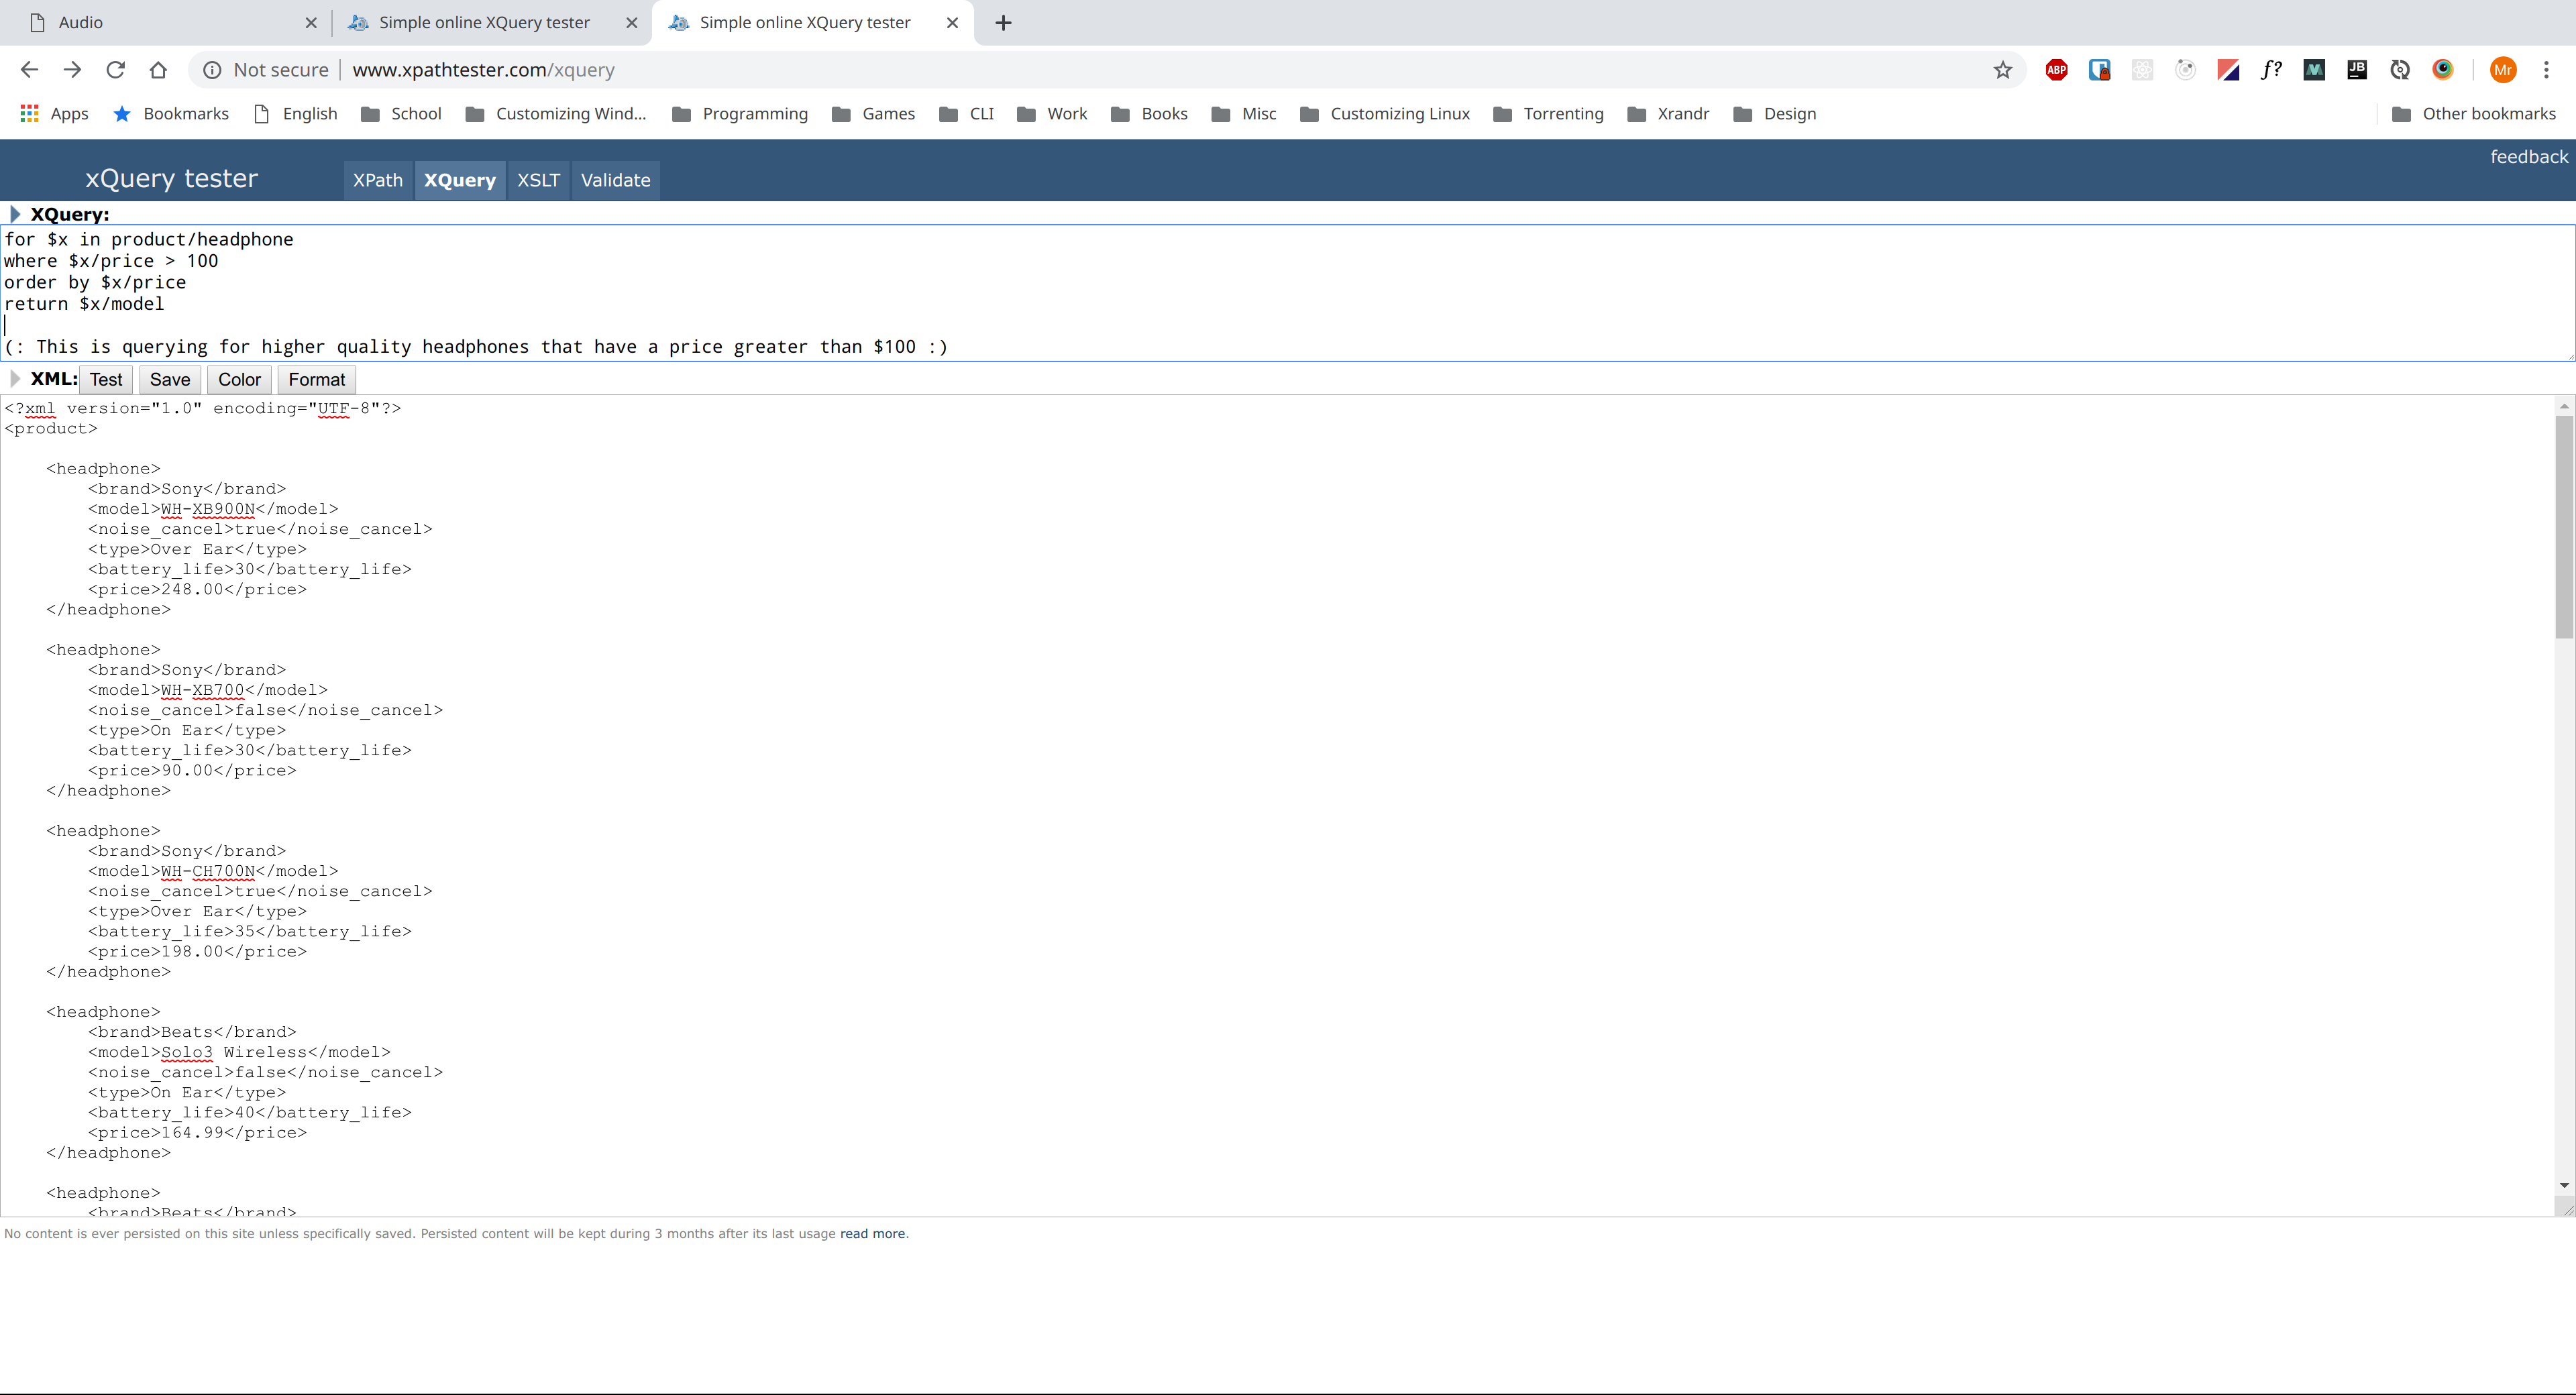 Audio
Simple online XQuery tester
Simple online XQuery tester
Not secure www.xpathtester.com/xquery
ABP
f?
M
JB
Mr
Apps Bookmarks English School Customizing Wind... Programming Games CLI Work Books Misc Customizing Linux Torrenting Xrandr Design Other bookmarks
feedback
xQuery tester XPath XQuery XSLT Validate
XQuery:
for $x in product/headphone
where $x/price > 100
order by $x/price
return $x/model
(: This is querying for higher quality headphones that have a price greater than $100 :)
XML: Test Save Color Format
<?xml version="1.0" encoding="UTF-8"?>
<product>
<headphone>
<brand>Sony</brand>
<model>WH-XB900N</model>
<noise_cancel>true</noise_cancel>
<type>Over Ear</type>
<battery_life>30</battery_life>
<price>248.00</price>
</headphone>
<headphone>
<brand>Sony</brand>
<model>WH-XB700</model>
<noise_cancel>false</noise_cancel>
<type>On Ear</type>
<battery_life>30</battery_life>
<price>90.00</price>
</headphone>
<headphone>
<brand>Sony</brand>
<model>WH-CH700N</model>
<noise_cancel>true</noise_cancel>
<type>Over Ear</type>
<battery_life>35</battery_life>
<price>198.00</price>
</headphone>
<headphone>
<brand>Beats</brand>
<model>Solo3 Wireless</model>
<noise_cancel>false</noise_cancel>
<type>On Ear</type>
<battery_life>40</battery_life>
<price>164.99</price>
</headphone>
<headphone>
<brand>Beats</brand>
No content is ever persisted on this site unless specifically saved. Persisted content will be kept during 3 months after its last usage read more.